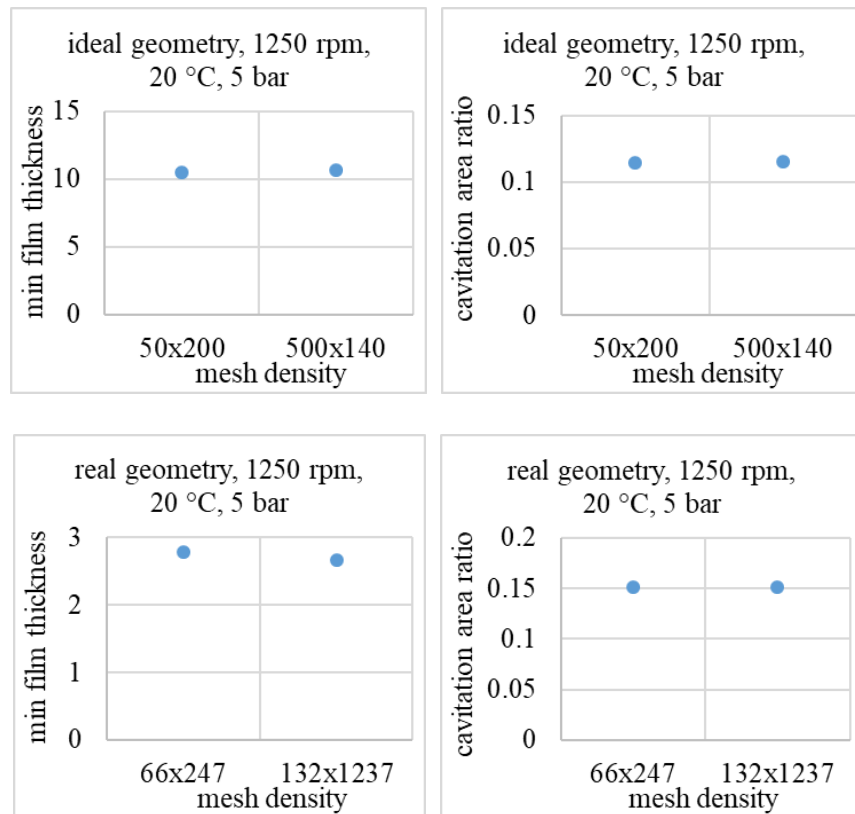 ideal geometry, 1250 rpm,
20 °C, 5 bar
min film thickness
15
10
5
0
50x200 500x140
mesh density
ideal geometry, 1250 rpm,
20 °C, 5 bar
cavitation area ratio
0.15
0.1
0.05
0
50x200 500x140
mesh density
real geometry, 1250 rpm,
20 °C, 5 bar
min film thickness
3
2
1
0
66x247 132x1237
mesh density
real geometry, 1250 rpm,
20 °C, 5 bar
cavitation area ratio
0.2
0.15
0.1
0.05
0
66x247 132x1237
mesh density